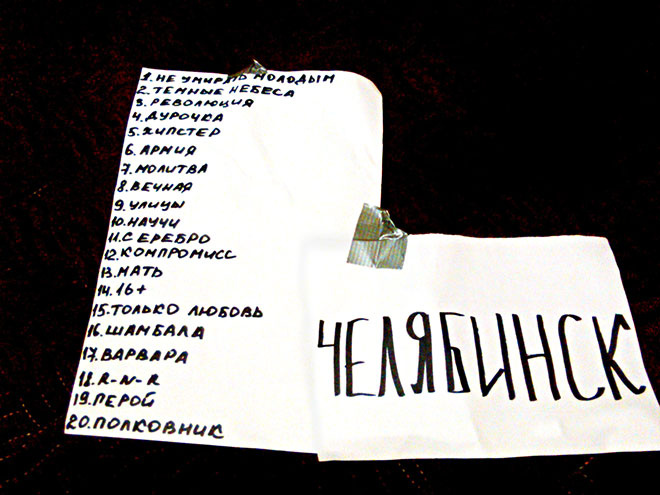 1. НЕ УМИРАЮ МОЛОДЫМ
2. ТЕМНЫЕ НЕБЕСА
3. РЕВОЛЮЦИЯ
4. ДУРОЧКА
5. ХИПСТЕР
6. АРМИЯ
7. МОЛИТВА
8. ВЕЧНАЯ
9. УЛИЦЫ
10. НАУЧИ
11. СЕРЕБРО
12. КОМПРОМИСС
13. МАТЬ
14. 16+
15. ТОЛЬКО ЛЮБОВЬ
16. ШАМБАЛА
17. ВАРВАРА
18. R-N-R
19. ПЕРОЙ
20. ПОЛКОВНИК
ЧЕЛЯБИНСК